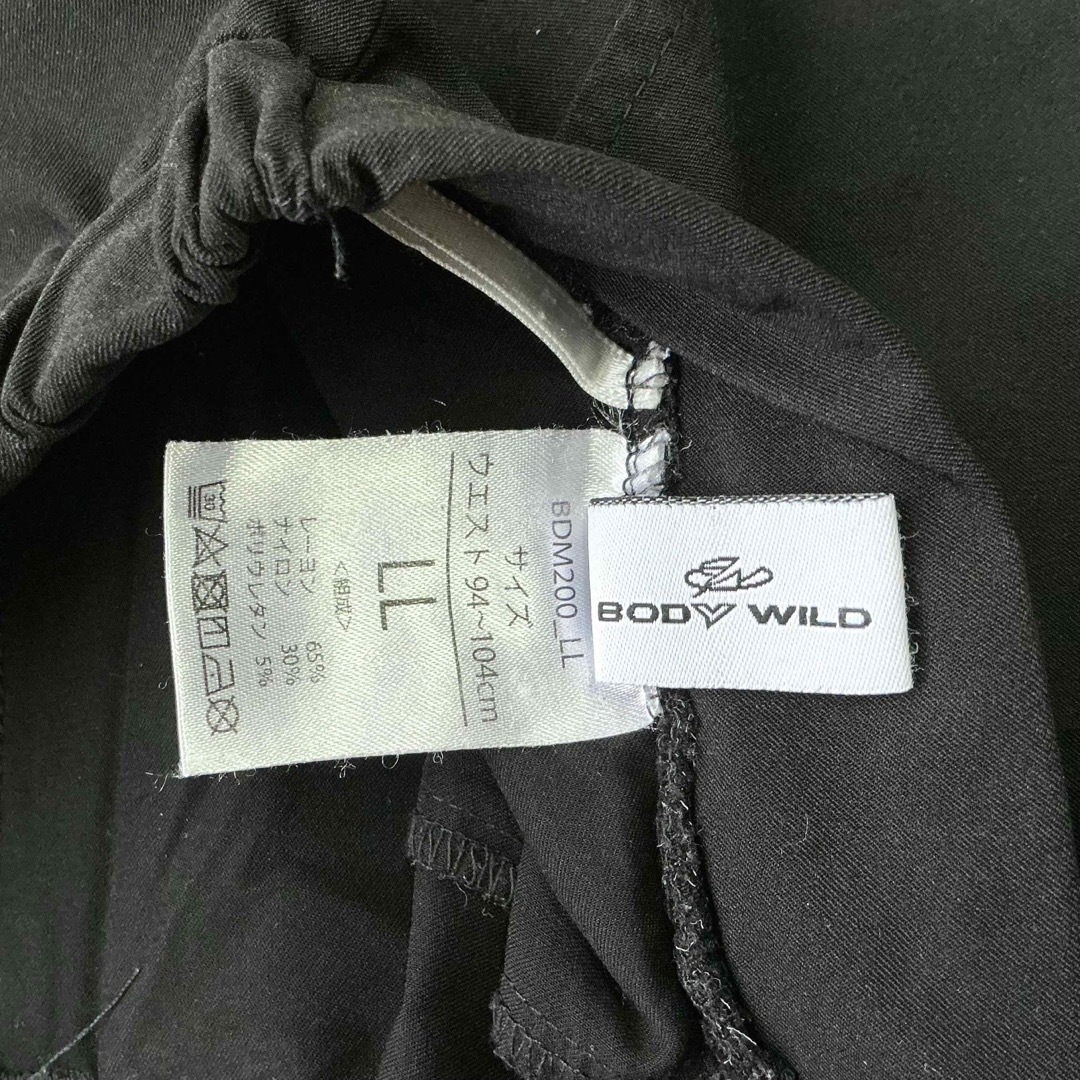 BDM200_LL
サイズ
ウエスト94~104cm
LL
<組成>
レーヨン 65%
ナイロン 30%
ポリウレタン 5%
BODY WILD